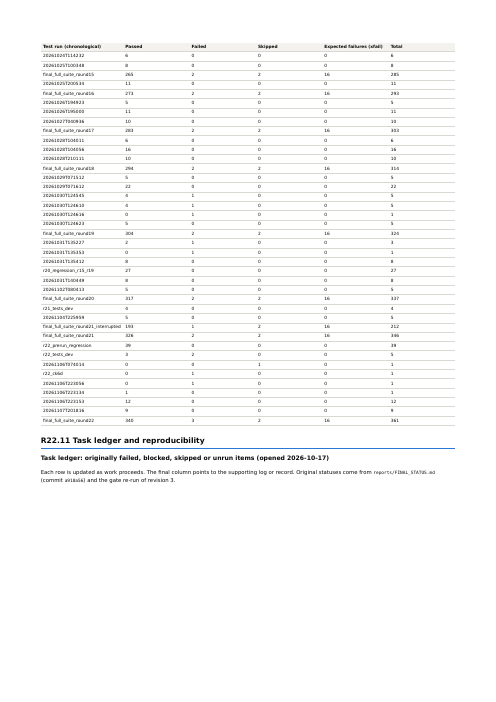 Test run (chronological) Passed Failed Skipped Expected failures (xfail) Total
20261024T114232 6 0 0 0 6
20261025T100348 8 0 0 0 8
final_full_suite_round15 265 2 2 16 285
20261025T200534 11 0 0 0 11
final_full_suite_round16 273 2 2 16 293
20261026T194923 5 0 0 0 5
20261026T195000 11 0 0 0 11
20261027T040936 10 0 0 0 10
final_full_suite_round17 283 2 2 16 303
20261028T104011 6 0 0 0 6
20261028T104056 16 0 0 0 16
20261028T210111 10 0 0 0 10
final_full_suite_round18 294 2 2 16 314
20261029T071512 5 0 0 0 5
20261029T071612 22 0 0 0 22
20261030T124545 4 1 0 0 5
20261030T124610 4 1 0 0 5
20261030T124616 0 1 0 0 1
20261030T124623 5 0 0 0 5
final_full_suite_round19 304 2 2 16 324
20261031T135227 2 1 0 0 3
20261031T135353 0 1 0 0 1
20261031T135412 8 0 0 0 8
r20_regression_r15_r19 27 0 0 0 27
20261031T140449 8 0 0 0 8
20261102T080413 5 0 0 0 5
final_full_suite_round20 317 2 2 16 337
r21_tests_dev 4 0 0 0 4
20261104T225959 5 0 0 0 5
final_full_suite_round21_interrupted 193 1 2 16 212
final_full_suite_round21 326 2 2 16 346
r22_prerun_regression 39 0 0 0 39
r22_tests_dev 3 2 0 0 5
20261106T074014 0 0 1 0 1
r22_ck6d 0 1 0 0 1
20261106T223056 0 1 0 0 1
20261106T223134 1 0 0 0 1
20261106T223153 12 0 0 0 12
20261107T201816 9 0 0 0 9
final_full_suite_round22 340 3 2 16 361
R22.11 Task ledger and reproducibility
Task ledger: originally failed, blocked, skipped or unrun items (opened 2026-10-17)
Each row is updated as work proceeds. The final column points to the supporting log or record. Original statuses come from reports/FINAL_STATUS.md
(commit a918a56) and the gate re-run of revision 3.